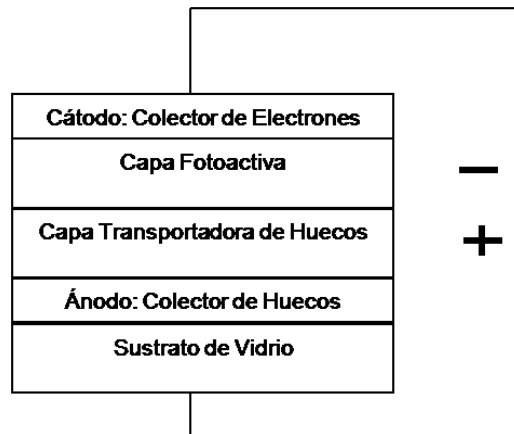 Cátodo: Colector de Electrones
Capa Fotoactiva
−
Capa Transportadora de Huecos
+
Ánodo: Colector de Huecos
Sustrato de Vidrio